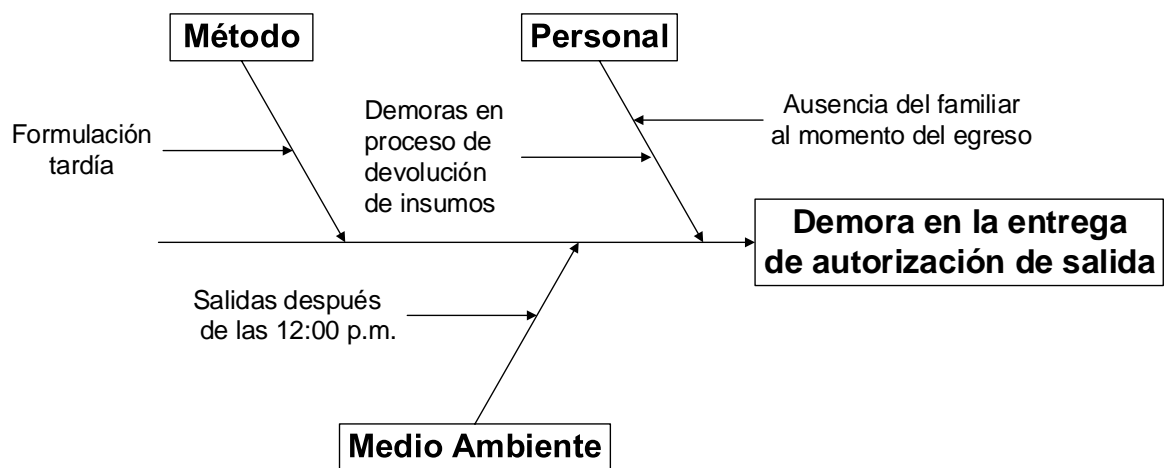 Método
Personal
Formulación
tardía
Demoras en
proceso de
devolución
de insumos
Ausencia del familiar
al momento del egreso
Demora en la entrega
de autorización de salida
Salidas después
de las 12:00 p.m.
Medio Ambiente